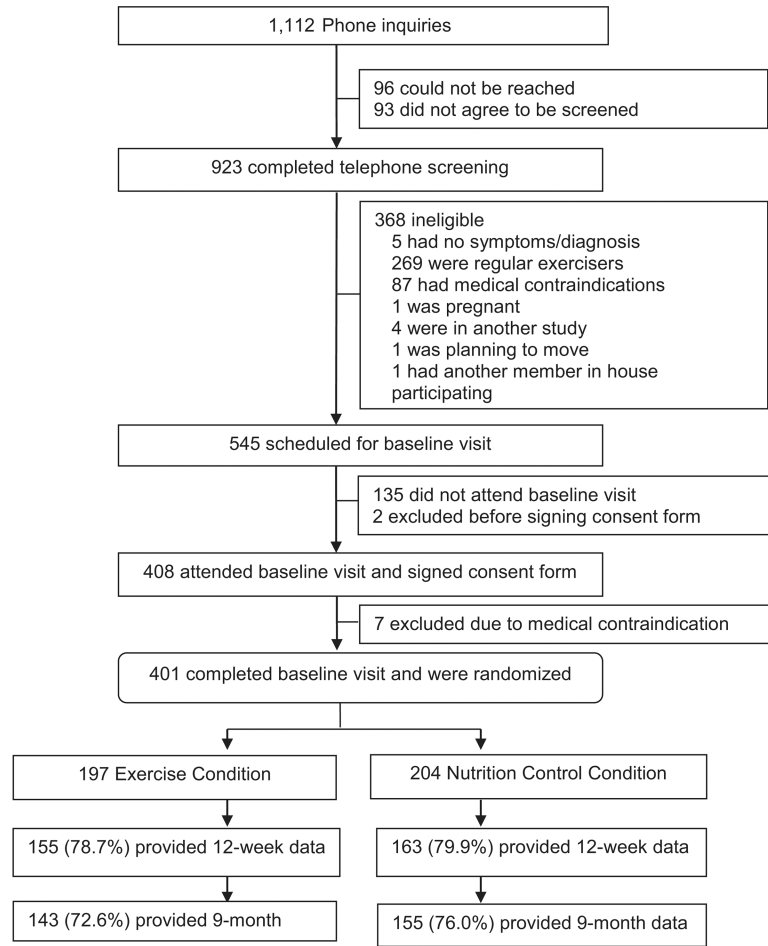 1,112 Phone inquiries
96 could not be reached
93 did not agree to be screened
923 completed telephone screening
368 ineligible
5 had no symptoms/diagnosis
269 were regular exercisers
87 had medical contraindications
1 was pregnant
4 were in another study
1 was planning to move
1 had another member in house
participating
545 scheduled for baseline visit
135 did not attend baseline visit
2 excluded before signing consent form
408 attended baseline visit and signed consent form
7 excluded due to medical contraindication
401 completed baseline visit and were randomized
197 Exercise Condition
204 Nutrition Control Condition
155 (78.7%) provided 12-week data
163 (79.9%) provided 12-week data
143 (72.6%) provided 9-month
155 (76.0%) provided 9-month data